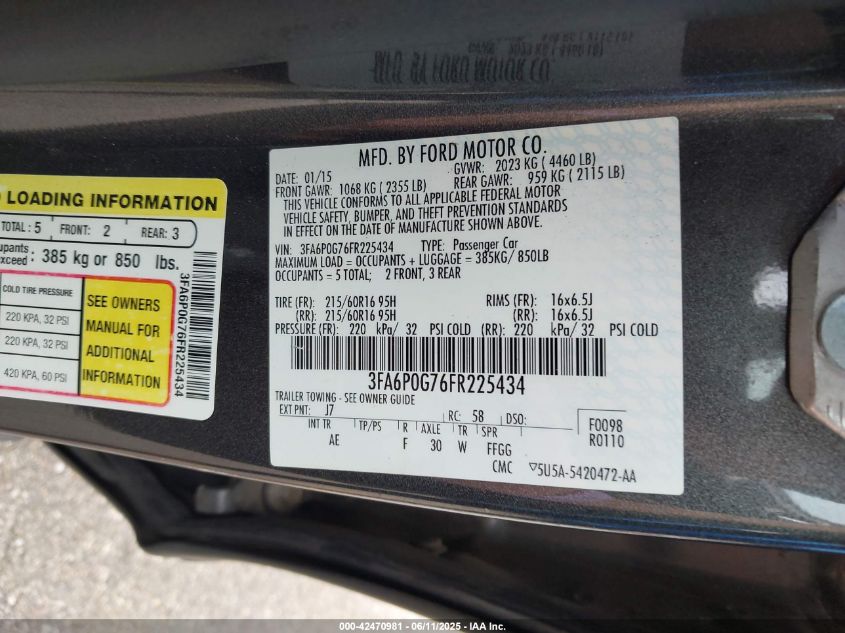 MFD. BY FORD MOTOR CO.
LOADING INFORMATION
TOTAL : 5 FRONT: 2 REAR: 3
385 kg or 850 lbs.
COLD TIRE PRESSURE
220 KPA, 32 PSI
220 KPA, 32 PSI
420 KPA, 60 PSI
SEE OWNERS
MANUAL FOR
ADDITIONAL
INFORMATION
3FA6P0G76FR225434
MFD. BY FORD MOTOR CO.
DATE: 01/15 GVWR: 2023 KG ( 4460 LB)
FRONT GAWR: 1068 KG ( 2355 LB) REAR GAWR: 959 KG ( 2115 LB)
THIS VEHICLE CONFORMS TO ALL APPLICABLE FEDERAL MOTOR
VEHICLE SAFETY, BUMPER, AND THEFT PREVENTION STANDARDS
IN EFFECT ON THE DATE OF MANUFACTURE SHOWN ABOVE.
VIN: 3FA6P0G76FR225434 TYPE: Passenger Car
MAXIMUM LOAD = OCCUPANTS + LUGGAGE = 385KG/ 850LB
OCCUPANTS = 5 TOTAL; 2 FRONT, 3 REAR
TIRE (FR): 215/60R16 95H RIMS (FR): 16x6.5J
(RR): 215/60R16 95H (RR): 16x6.5J
PRESSURE (FR): 220 kPa/ 32 PSI COLD (RR): 220 kPa/ 32 PSI COLD
3FA6P0G76FR225434
TRAILER TOWING - SEE OWNER GUIDE
EXT PNT: J7 RC: 58 DSO:
INT TR TP/PS R AXLE TR SPR
AE F 30 W FFGG
CMC ▽5U5A-5420472-AA
F0098
R0110
000-42470981 - 06/11/2025 - IAA Inc.